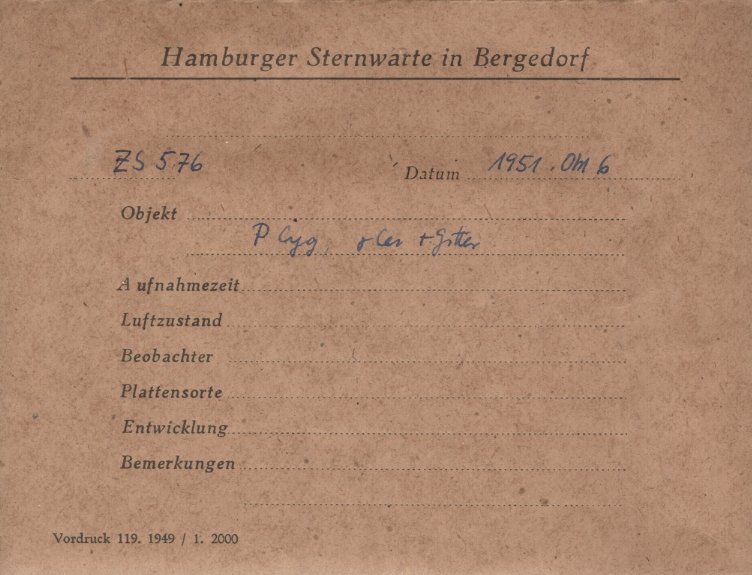 Hamburger Sternwarte in Bergedorf
ZS 576 Datum 1951 . Okt 6
Objekt
P Cyg, + Gitter
Aufnahmezeit
Luftzustand
Beobachter
Plattensorte
Entwicklung
Bemerkungen
Vordruck 119. 1949 / 1. 2000